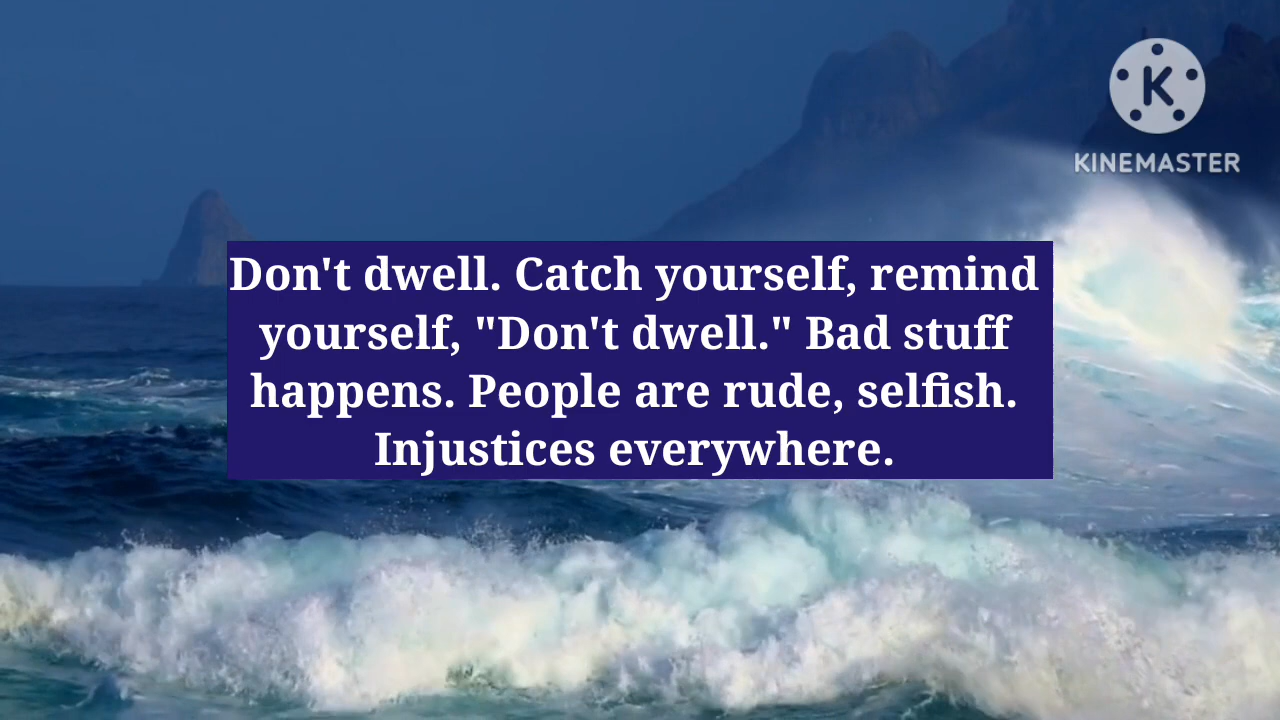 K
KINEMASTER
Don't dwell. Catch yourself, remind
yourself, "Don't dwell." Bad stuff
happens. People are rude, selfish.
Injustices everywhere.